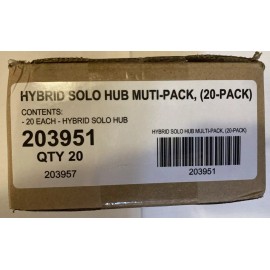 HYBRID SOLO HUB MUTI-PACK, (20-PACK)
CONTENTS:
- 20 EACH - HYBRID SOLO HUB
203951
QTY 20
203957
HYBRID SOLO HUB MULTI-PACK, (20-PACK)
203951